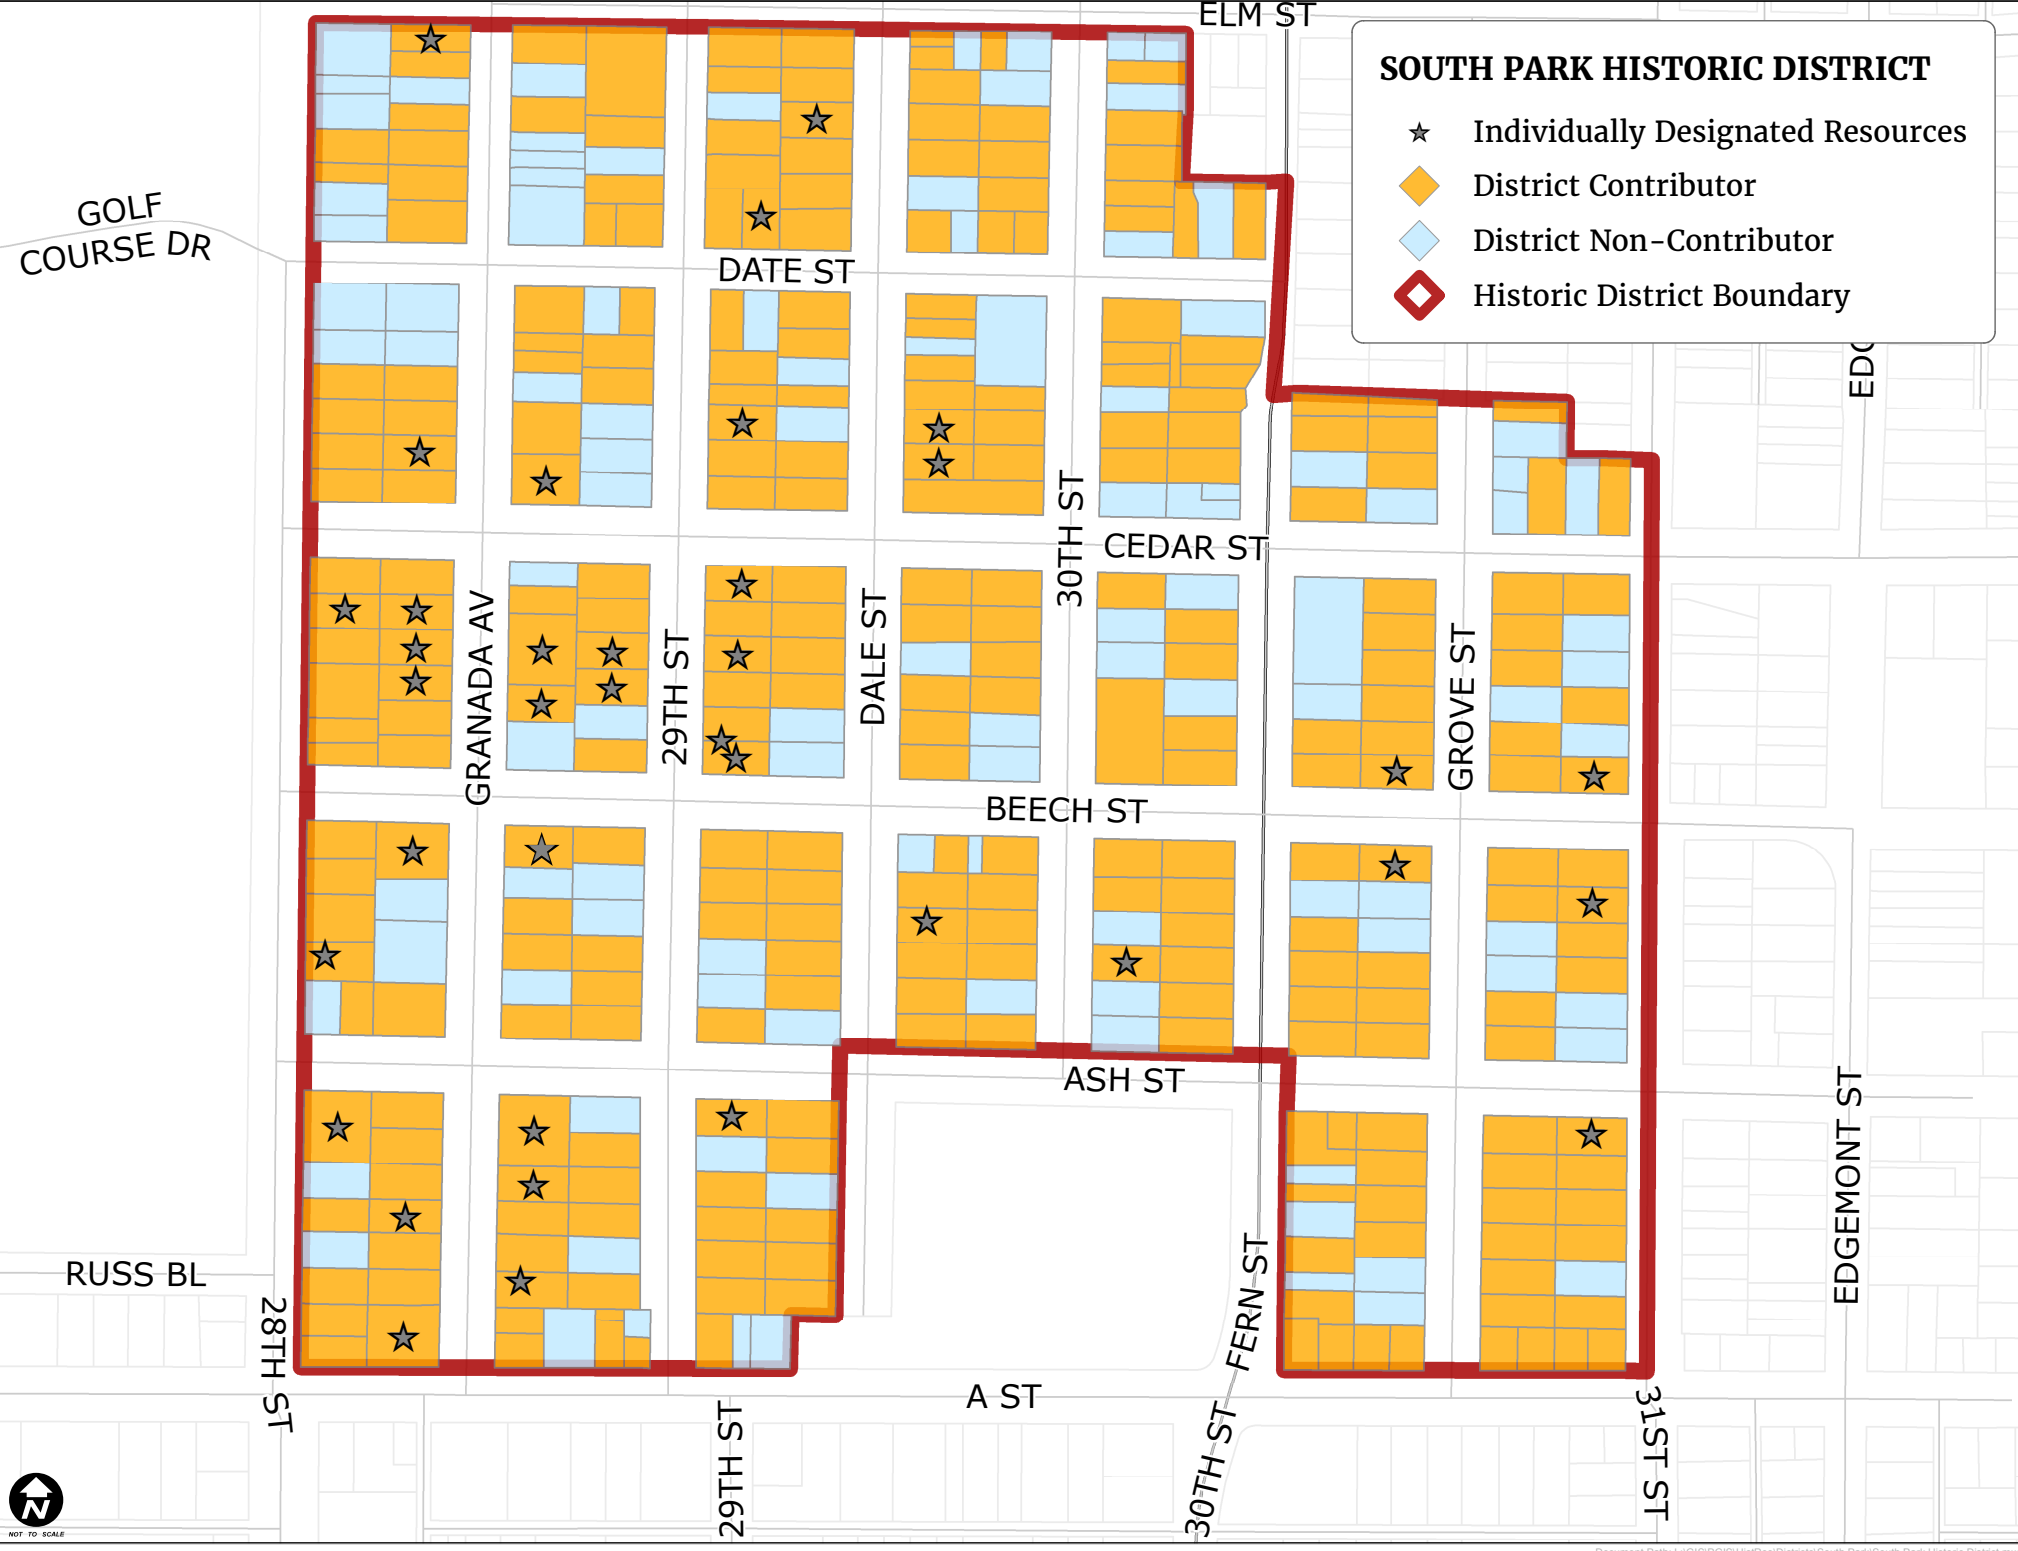 ELM ST
SOUTH PARK HISTORIC DISTRICT
Individually Designated Resources
District Contributor
District Non-Contributor
Historic District Boundary
GOLF
COURSE DR
DATE ST
30TH ST
CEDAR ST
GRANADA AV
29TH ST
DALE ST
GROVE ST
BEECH ST
ASH ST
EDGEMONT ST
FERN ST
RUSS BL
28TH ST
A ST
29TH ST
30TH ST
31ST ST
N
NOT TO SCALE